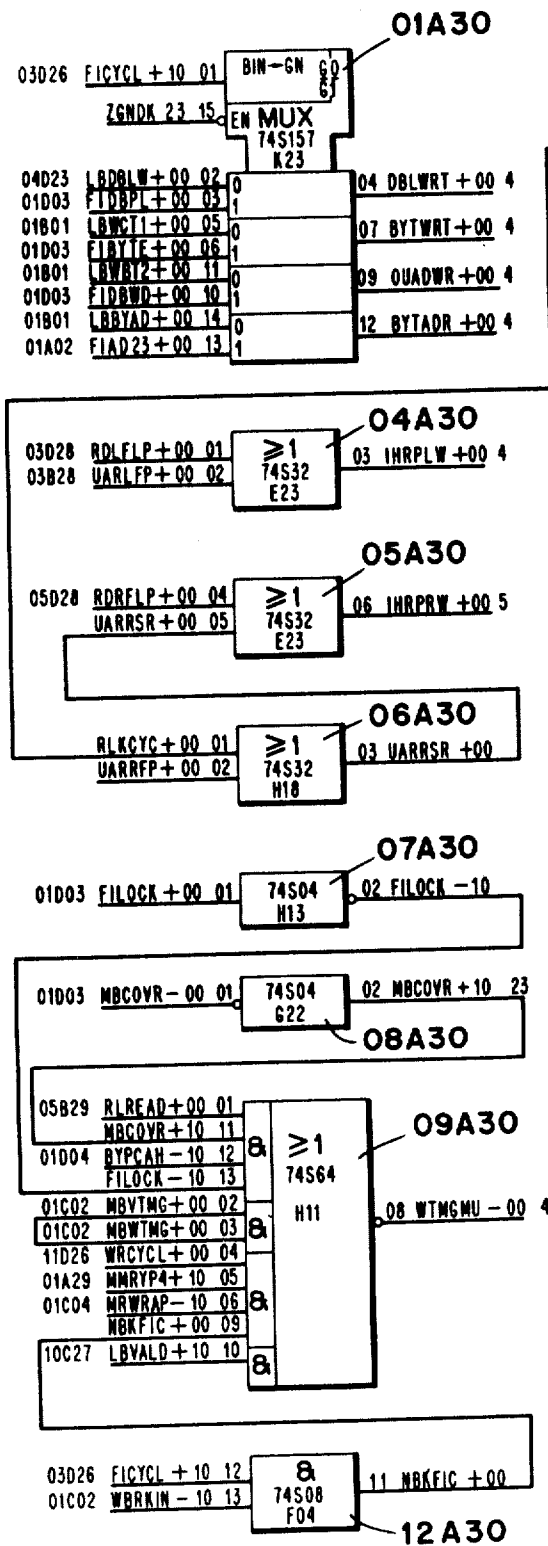 01A30
03D26 FICYCL+10 01 BIN→GN G0
G1
ZGNDK 23 15 EN MUX
74S157
K23
04D23 LBDBLW+00 02 0 04 DBLWRT+00 4
01D03 FIDBPL+00 03 1
01B01 LBWCT1+00 05 0 07 BYTWRT+00 4
01D03 FIBYTE+00 06 1
01B01 LBWBT2+00 11 0 09 QUADWR+00 4
01D03 FIDBWD+00 10 1
01B01 LBBYAD+00 14 0 12 BYTADR+00 4
01A02 FIAD23+00 13 1
04A30
03D28 RDLFLP+00 01 ≥1 03 IHRPLW+00 4
03B28 UARLFP+00 02 74S32
E23
05A30
05D28 RDRFLP+00 04 ≥1 06 IHRPRW+00 5
UARRSR+00 05 74S32
E23
06A30
RLKCYC+00 01 ≥1 03 UARRSR+00
UARRFP+00 02 74S32
H18
07A30
01D03 FILOCK+00 01 74S04 02 FILOCK-10
H13
01D03 MBCOVR-00 01 74S04 02 MBCOVR+10 23
G22
08A30
05B29 RLREAD+00 01
MBCOVR+10 11 & ≥1 09A30
01D04 BYPCAH-10 12 74S64
FILOCK-10 13
01C02 MBVTMG+00 02 H11
01C02 MBWTMG+00 03 & 08 WTMGMU-00 4
11D26 WRCYCL+00 04
01A29 MMRYP4+10 05
01C04 MRWRAP-10 06 &
NBKFIC+00 09
10C27 LBVALD+10 10 &
03D26 FICYCL+10 12 & 11 NBKFIC+00
01C02 WBRKIN-10 13 74S08
F04
12A30